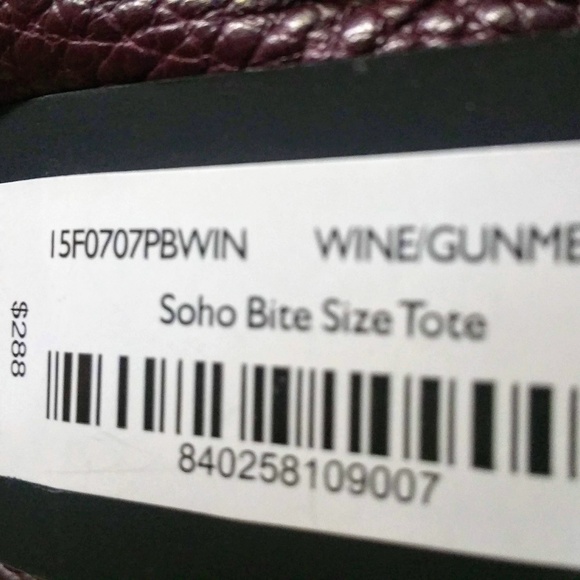 15F0707PBWIN WINE/GUNME
Soho Bite Size Tote
$288
840258109007